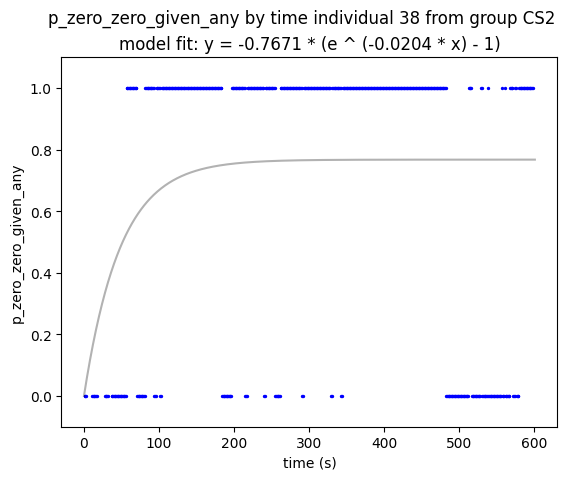 p_zero_zero_given_any by time individual 38 from group CS2
model fit: y = -0.7671 * (e ^ (-0.0204 * x) - 1)
1.0
0.8
0.6
0.4
0.2
0.0
p_zero_zero_given_any
0 100 200 300 400 500 600
time (s)